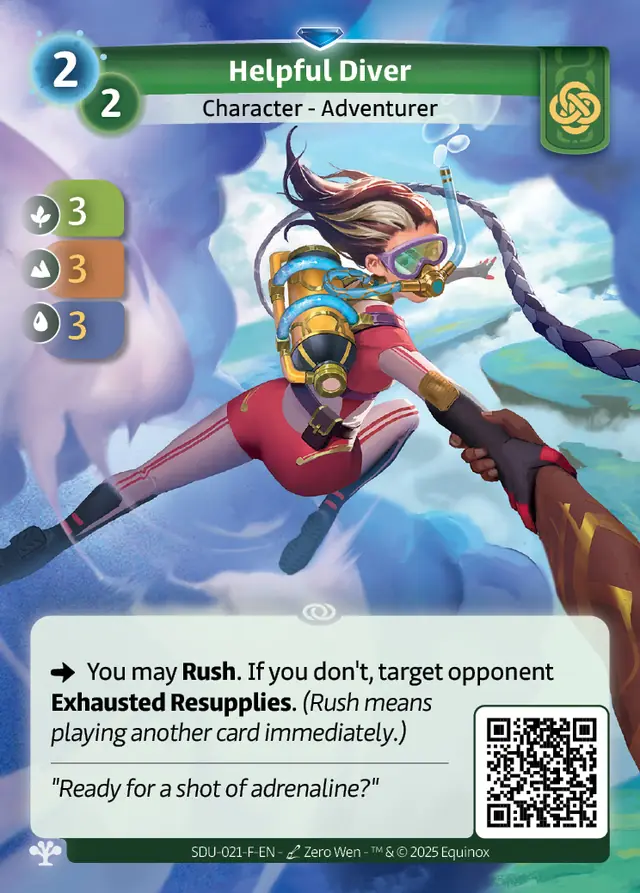 2
Helpful Diver
2
Character - Adventurer
3
3
3
You may Rush. If you don't, target opponent
Exhausted Resupplies. (Rush means
playing another card immediately.)
"Ready for a shot of adrenaline?"
SDU-021-F-EN - Zero Wen - ™ & © 2025 Equinox